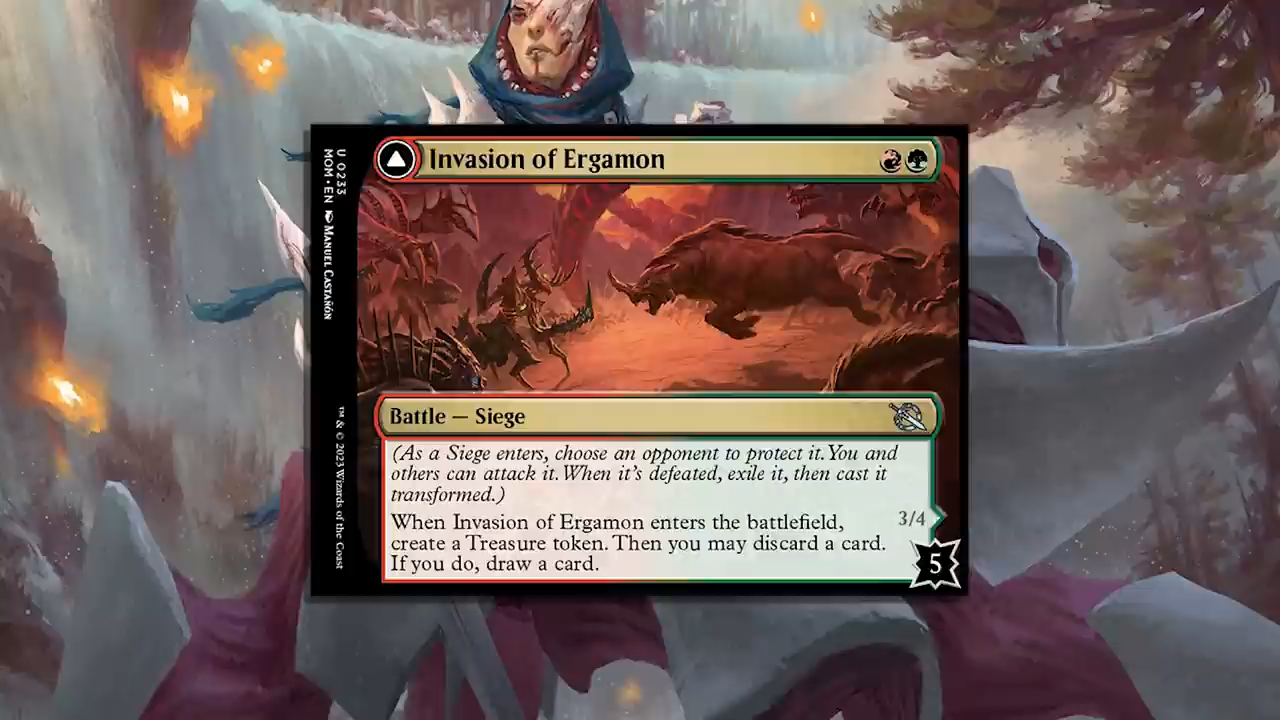 Invasion of Ergamon
Battle — Siege
(As a Siege enters, choose an opponent to protect it. You and
others can attack it. When it's defeated, exile it, then cast it
transformed.)
When Invasion of Ergamon enters the battlefield,
create a Treasure token. Then you may discard a card.
If you do, draw a card.
3/4
5
U 0233
MOM • EN MANUEL CASTAÑÓN
™ & © 2023 Wizards of the Coast